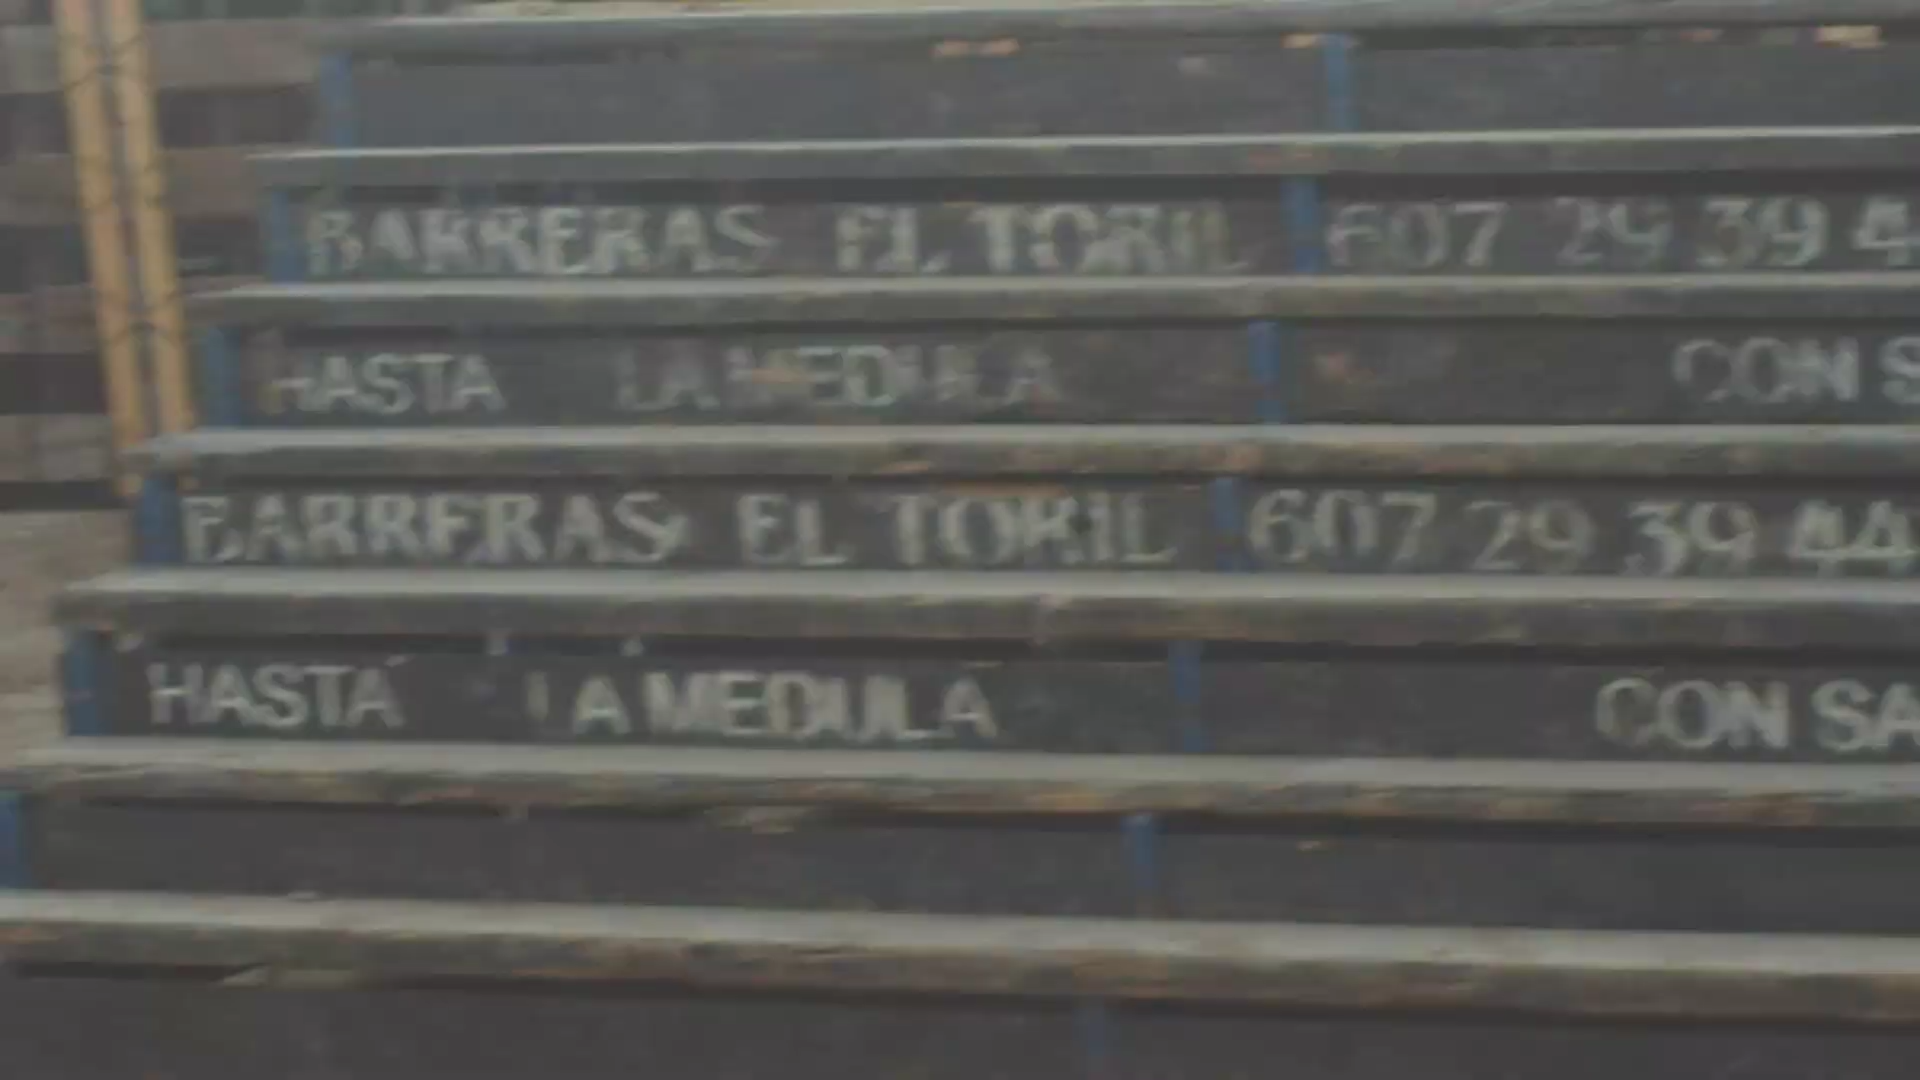 BARRERAS EL TORIL 607 29 39 4
HASTA LA MEDULA CON S
BARRERAS EL TORIL 607 29 39 44
HASTA LA MEDULA CON SA